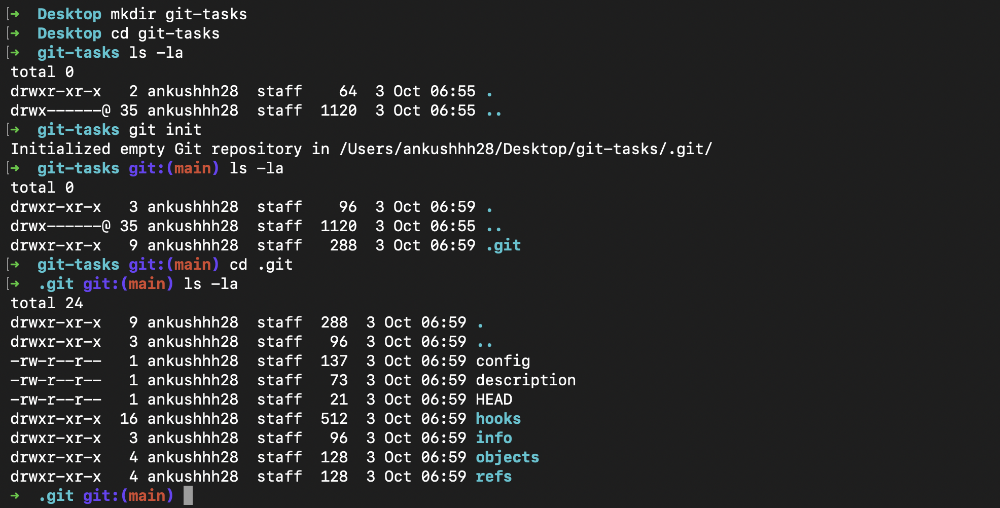 [→ Desktop mkdir git-tasks
[→ Desktop cd git-tasks
[→ git-tasks ls -la
total 0
drwxr-xr-x   2 ankushhh28  staff    64  3 Oct 06:55 .
drwx------@ 35 ankushhh28  staff  1120  3 Oct 06:55 ..
[→ git-tasks git init
Initialized empty Git repository in /Users/ankushhh28/Desktop/git-tasks/.git/
[→ git-tasks git:(main) ls -la
total 0
drwxr-xr-x   3 ankushhh28  staff    96  3 Oct 06:59 .
drwx------@ 35 ankushhh28  staff  1120  3 Oct 06:55 ..
drwxr-xr-x   9 ankushhh28  staff   288  3 Oct 06:59 .git
[→ git-tasks git:(main) cd .git
[→ .git git:(main) ls -la
total 24
drwxr-xr-x   9 ankushhh28  staff  288  3 Oct 06:59 .
drwxr-xr-x   3 ankushhh28  staff   96  3 Oct 06:59 ..
-rw-r--r--   1 ankushhh28  staff  137  3 Oct 06:59 config
-rw-r--r--   1 ankushhh28  staff   73  3 Oct 06:59 description
-rw-r--r--   1 ankushhh28  staff   21  3 Oct 06:59 HEAD
drwxr-xr-x  16 ankushhh28  staff  512  3 Oct 06:59 hooks
drwxr-xr-x   3 ankushhh28  staff   96  3 Oct 06:59 info
drwxr-xr-x   4 ankushhh28  staff  128  3 Oct 06:59 objects
drwxr-xr-x   4 ankushhh28  staff  128  3 Oct 06:59 refs
→ .git git:(main)